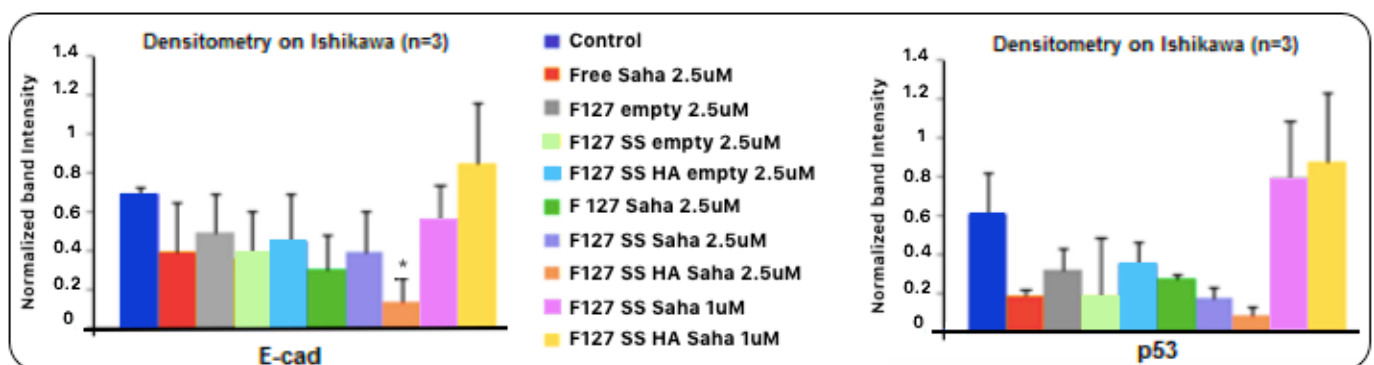 Densitometry on Ishikawa (n=3)
Normalized band Intensity
1.4
1.2
1
0.8
0.6
0.4
0.2
0
*
E-cad
Control
Free Saha 2.5uM
F127 empty 2.5uM
F127 SS empty 2.5uM
F127 SS HA empty 2.5uM
F 127 Saha 2.5uM
F127 SS Saha 2.5uM
F127 SS HA Saha 2.5uM
F127 SS Saha 1uM
F127 SS HA Saha 1uM
Densitometry on Ishikawa (n=3)
Normalized band Intensity
1.4
1.2
1
0.8
0.6
0.4
0.2
0
p53